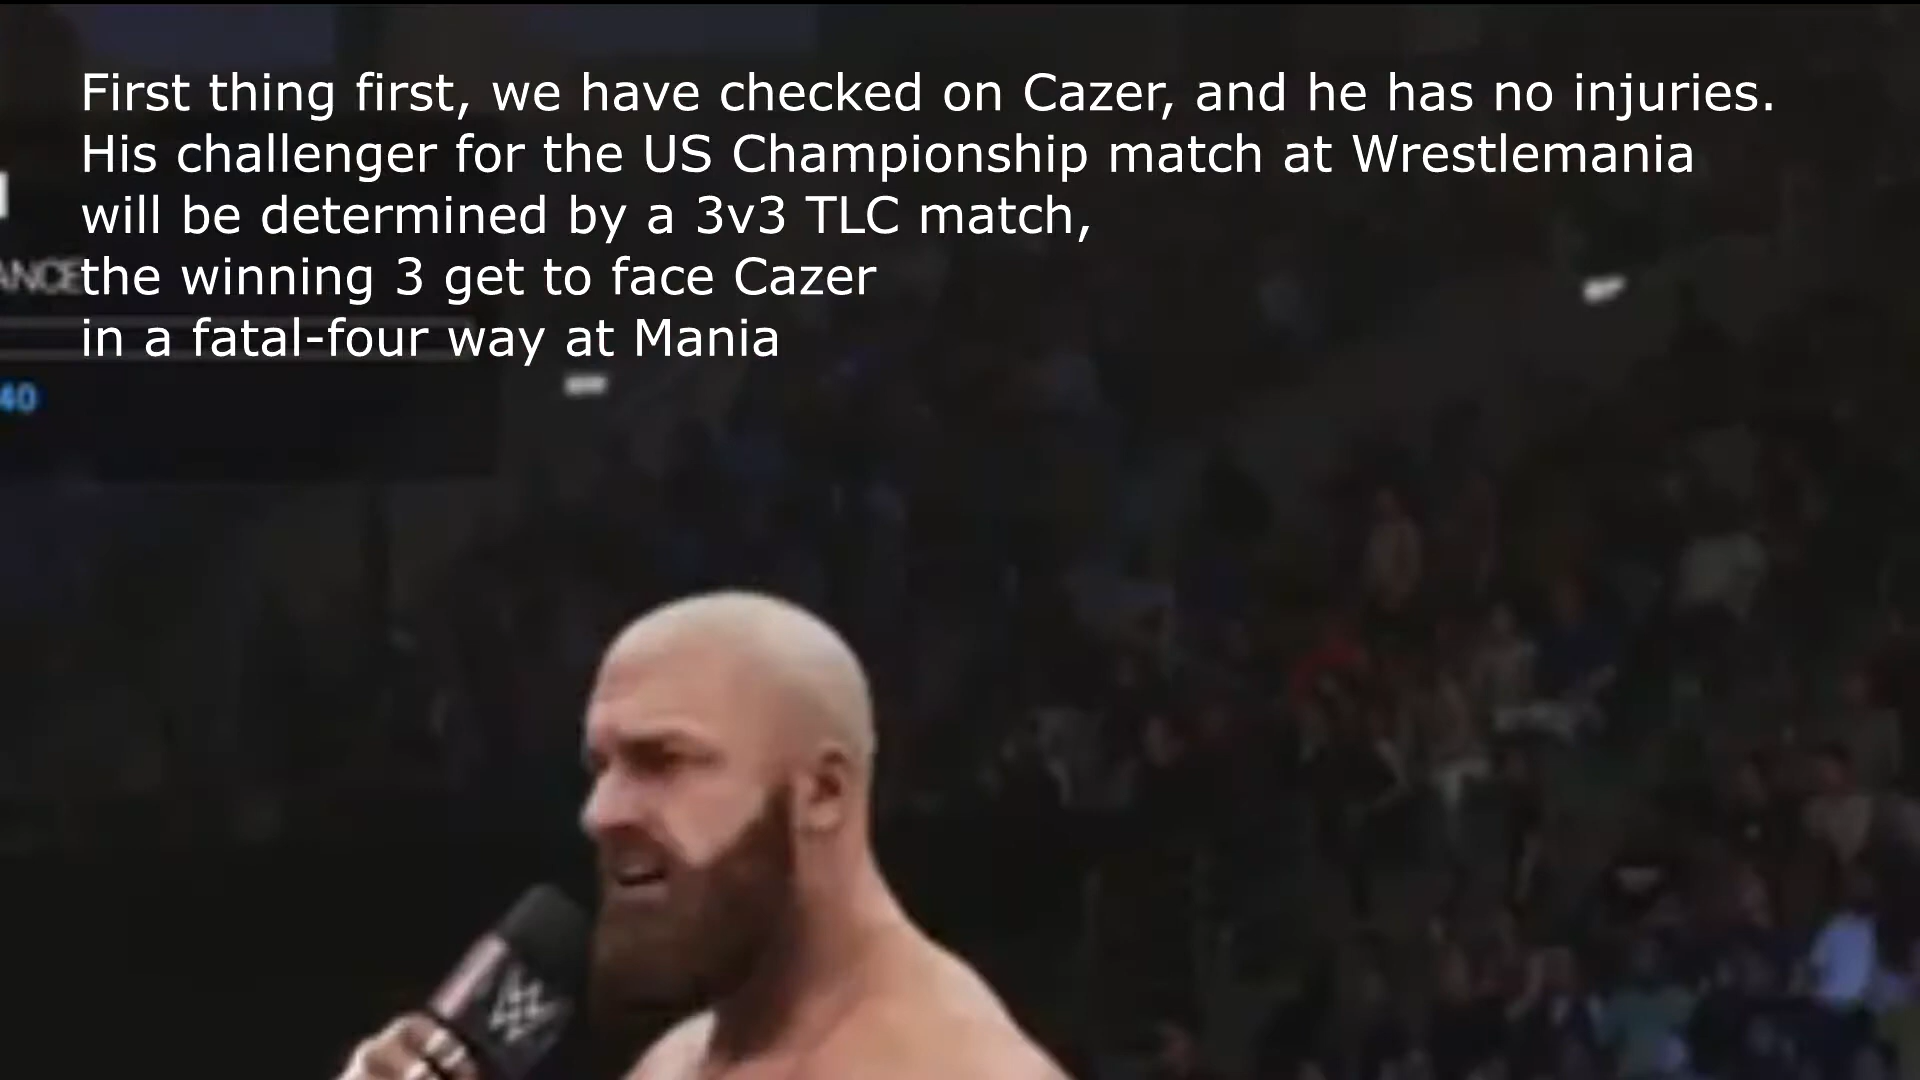 First thing first, we have checked on Cazer, and he has no injuries.
His challenger for the US Championship match at Wrestlemania
will be determined by a 3v3 TLC match,
ANCE
the winning 3 get to face Cazer
in a fatal-four way at Mania
40
W